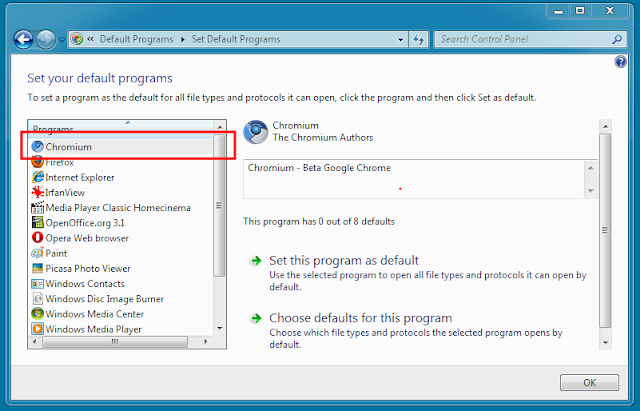 « Default Programs ▸ Set Default Programs
Search Control Panel
Set your default programs
To set a program as the default for all file types and protocols it can open, click the program and then click Set as default.
Programs
Chromium
Firefox
Internet Explorer
IrfanView
Media Player Classic Homecinema
OpenOffice.org 3.1
Opera Web browser
Paint
Picasa Photo Viewer
Windows Contacts
Windows Disc Image Burner
Windows Media Center
Windows Media Player
Chromium
The Chromium Authors
Chromium - Beta Google Chrome
This program has 0 out of 8 defaults
Set this program as default
Use the selected program to open all file types and protocols it can open by
default.
Choose defaults for this program
Choose which file types and protocols the selected program opens by
default.
OK